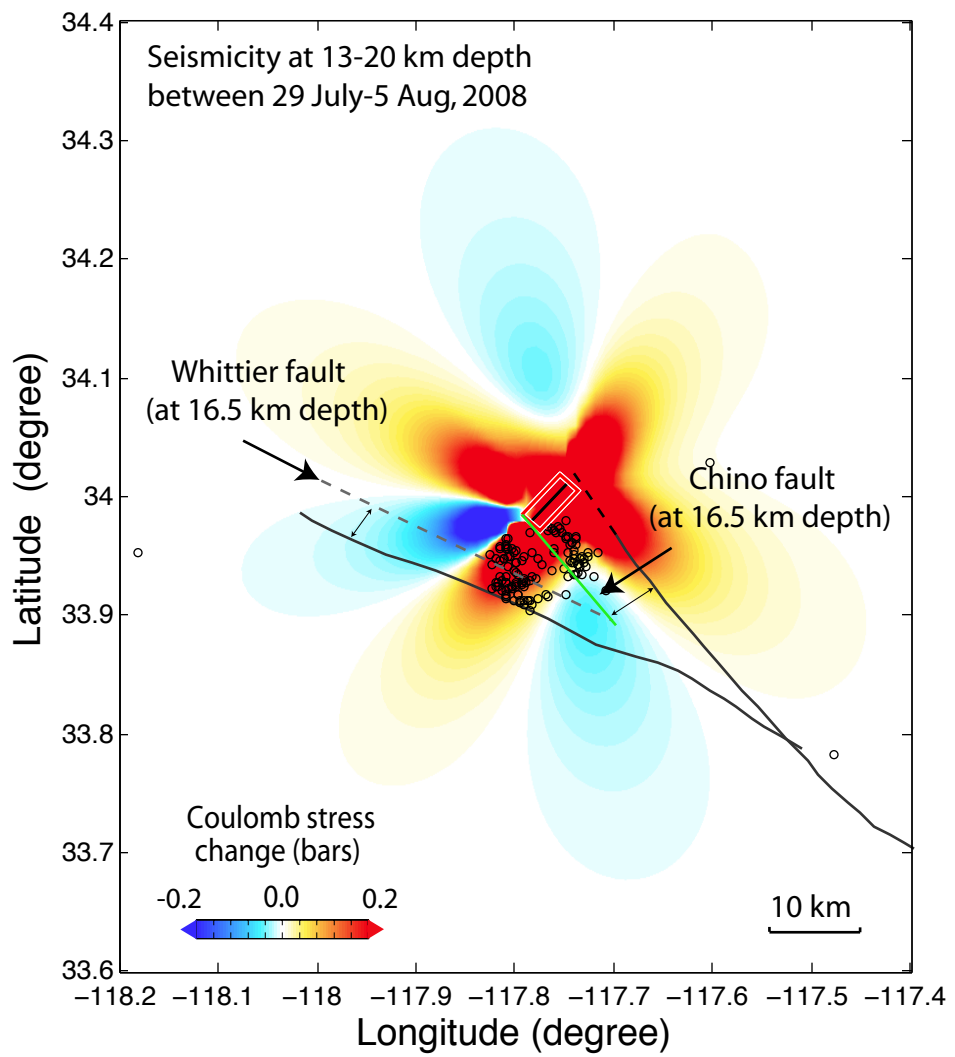 Seismicity at 13-20 km depth
between 29 July-5 Aug, 2008
34.4
34.3
34.2
34.1
34
33.9
33.8
33.7
33.6
Latitude (degree)
Whittier fault
(at 16.5 km depth)
Chino fault
(at 16.5 km depth)
Coulomb stress
change (bars)
-0.2 0.0 0.2
10 km
−118.2 −118.1 −118 −117.9 −117.8 −117.7 −117.6 −117.5 −117.4
Longitude (degree)